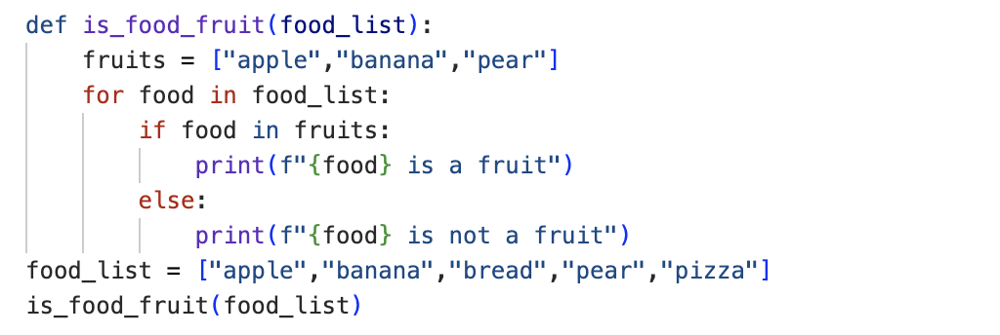 def is_food_fruit(food_list):
    fruits = ["apple","banana","pear"]
    for food in food_list:
        if food in fruits:
            print(f"{food} is a fruit")
        else:
            print(f"{food} is not a fruit")
food_list = ["apple","banana","bread","pear","pizza"]
is_food_fruit(food_list)